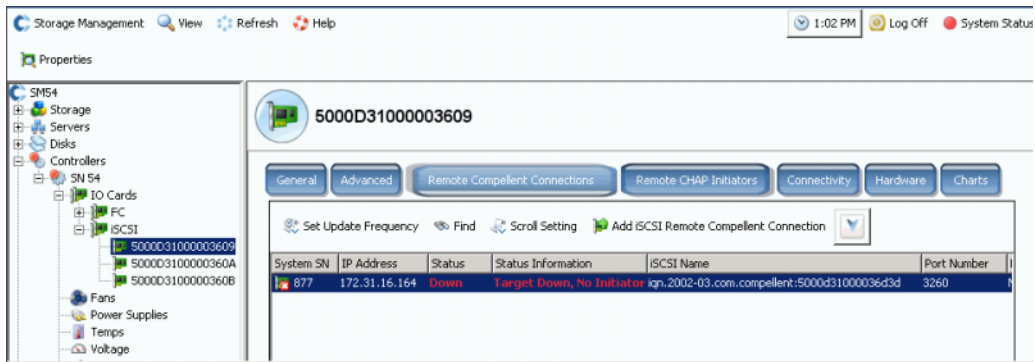 Storage Management View Refresh Help 1:02 PM Log Off System Status
Properties
SM54
Storage
Servers
Disks
Controllers
SN 54
IO Cards
FC
iSCSI
5000D31000003609
5000D3100000360A
5000D3100000360B
Fans
Power Supplies
Temps
Voltage
5000D31000003609
General Advanced Remote Compellent Connections Remote CHAP Initiators Connectivity Hardware Charts
Set Update Frequency Find Scroll Setting Add iSCSI Remote Compellent Connection
System SN IP Address Status Status Information iSCSI Name Port Number
877 172.31.16.164 Down Target Down, No Initiator iqn.2002-03.com.compellent:5000d31000036d3d 3260